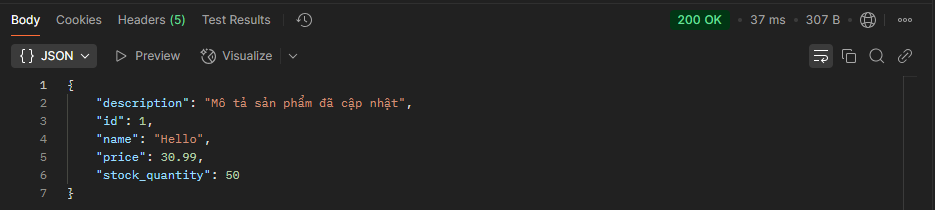 Body Cookies Headers (5) Test Results 200 OK • 37 ms • 307 B
{} JSON Preview Visualize
1 {
2 "description": "Mô tả sản phẩm đã cập nhật",
3 "id": 1,
4 "name": "Hello",
5 "price": 30.99,
6 "stock_quantity": 50
7 }